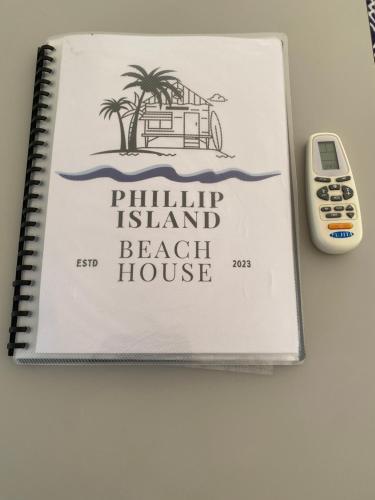 PHILLIP
ISLAND
BEACH
ESTD HOUSE 2023